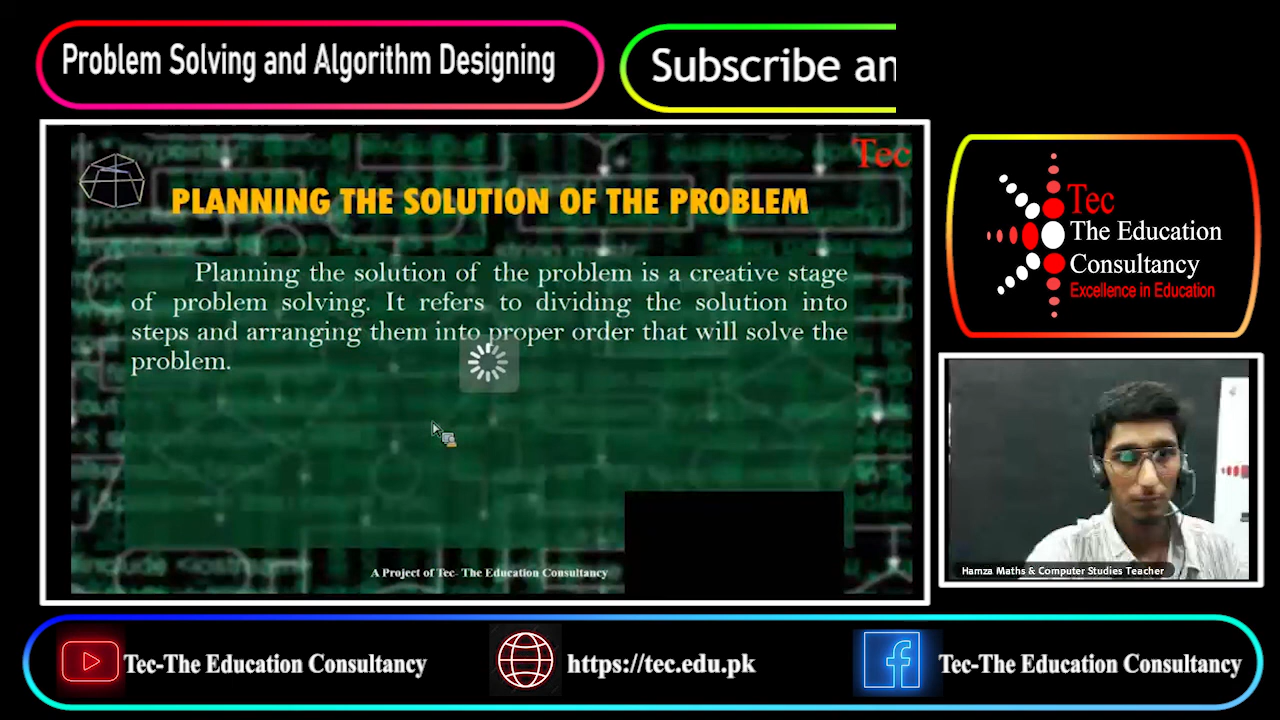 Problem Solving and Algorithm Designing
Subscribe an
Tec
PLANNING THE SOLUTION OF THE PROBLEM
Planning the solution of the problem is a creative stage
of problem solving. It refers to dividing the solution into
steps and arranging them into proper order that will solve the
problem.
A Project of Tec- The Education Consultancy
Tec
The Education
Consultancy
Excellence in Education
Hamza Maths & Computer Studies Teacher
Tec-The Education Consultancy
https://tec.edu.pk
Tec-The Education Consultancy